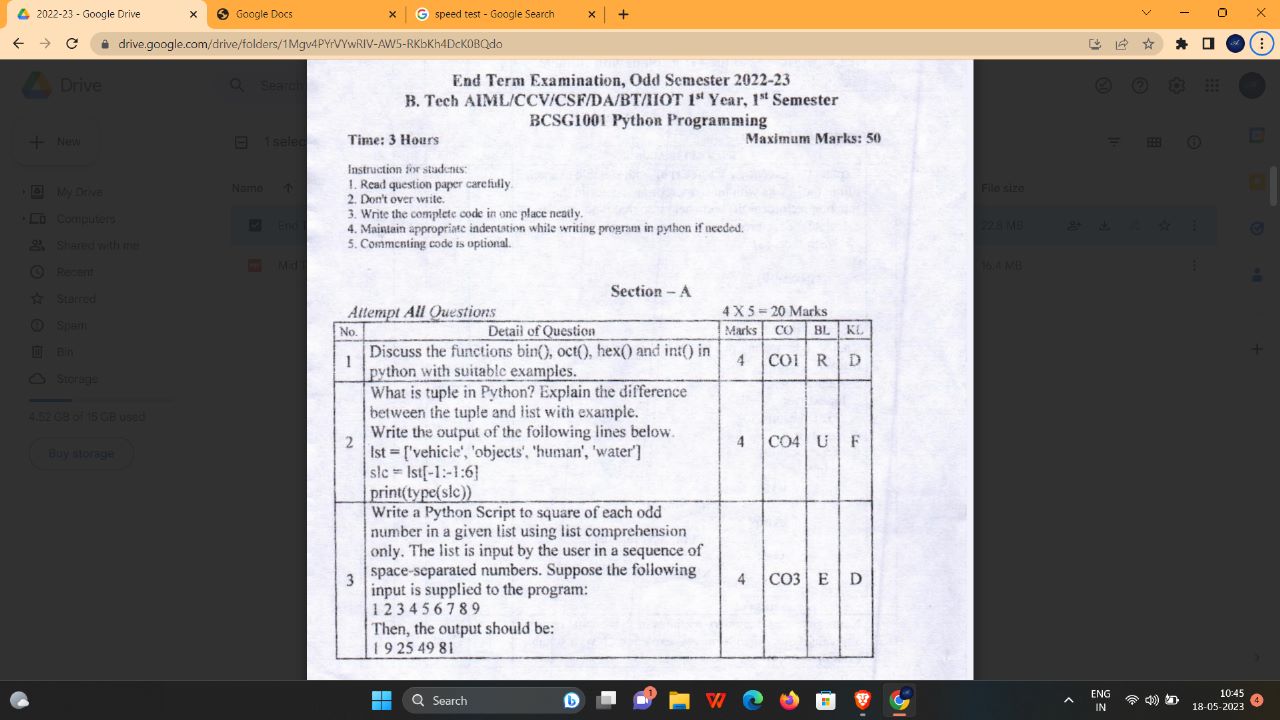 2022-23 - Google Drive
Google Docs
speed test - Google Search
drive.google.com/drive/folders/1Mgv4PYrVYwRIV-AW5-RKbKh4DcK0BQdo
Drive
Search
New
1 selec
My Drive
Computers
Shared with me
Recent
Starred
Spam
Bin
Storage
4.52 GB of 15 GB used
Buy storage
Name
File size
End T
22.8 MB
Mid T
16.4 MB
End Term Examination, Odd Semester 2022-23
B. Tech AIML/CCV/CSF/DA/BT/IIOT 1st Year, 1st Semester
BCSG1001 Python Programming
Time: 3 Hours Maximum Marks: 50
Instruction for students:
1. Read question paper carefully.
2. Don't over write.
3. Write the complete code in one place neatly.
4. Maintain appropriate indentation while writing program in python if needed.
5. Commenting code is optional.
Section – A
Attempt All Questions 4 X 5 = 20 Marks
No. Detail of Question Marks CO BL KL
1 Discuss the functions bin(), oct(), hex() and int() in 4 CO1 R D
python with suitable examples.
What is tuple in Python? Explain the difference
between the tuple and list with example.
Write the output of the following lines below.
2 4 CO4 U F
lst = ['vehicle', 'objects', 'human', 'water']
slc = lst[-1:-1:6]
print(type(slc))
Write a Python Script to square of each odd
number in a given list using list comprehension
only. The list is input by the user in a sequence of
space-separated numbers. Suppose the following
3 4 CO3 E D
input is supplied to the program:
1 2 3 4 5 6 7 8 9
Then, the output should be:
1 9 25 49 81
Search
1
ENG
IN
10:45
18-05-2023
4